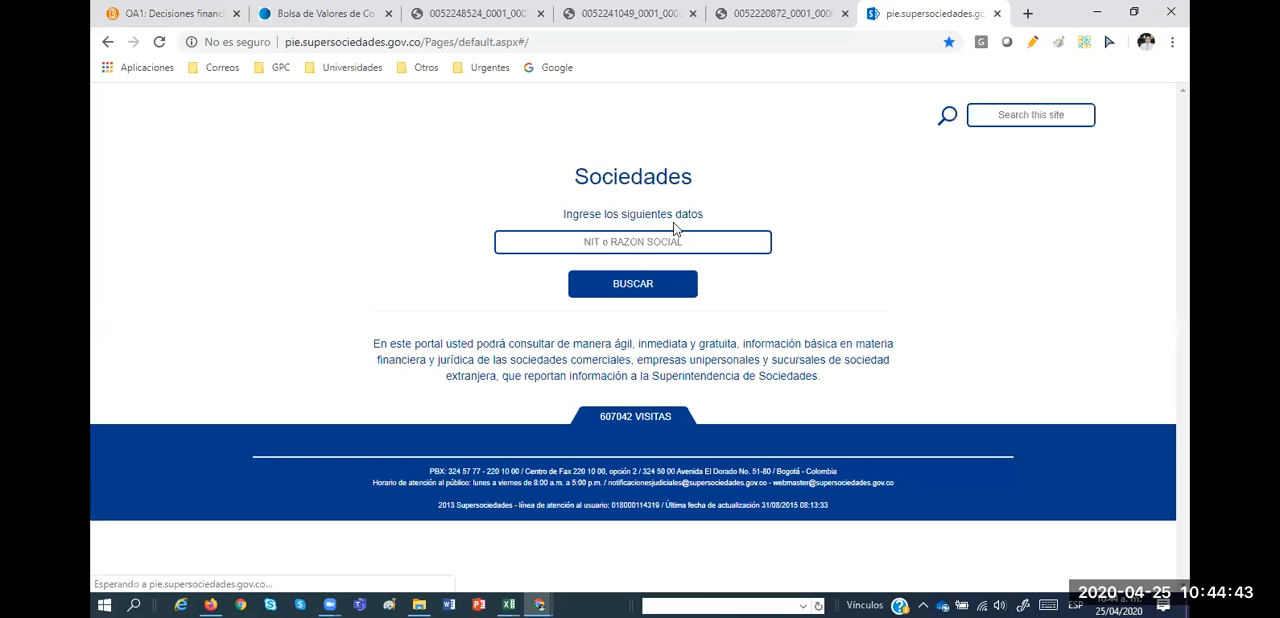 OA1: Decisiones financi
Bolsa de Valores de Co
0052248524_0001_000
0052241049_0001_000
0052220872_0001_000
pie.supersociedades.go
No es seguro
pie.supersociedades.gov.co/Pages/default.aspx#/
Aplicaciones
Correos
GPC
Universidades
Otros
Urgentes
Google
Search this site
Sociedades
Ingrese los siguientes datos
NIT o RAZÓN SOCIAL
BUSCAR
En este portal usted podrá consultar de manera ágil, inmediata y gratuita, información básica en materia
financiera y jurídica de las sociedades comerciales, empresas unipersonales y sucursales de sociedad
extranjera, que reportan información a la Superintendencia de Sociedades.
607042 VISITAS
PBX: 324 57 77 - 220 10 00 / Centro de Fax 220 10 00, opción 2 / 324 50 00 Avenida El Dorado No. 51-80 / Bogotá - Colombia
Horario de atención al público: lunes a viernes de 8:00 a.m. a 5:00 p.m. / notificacionesjudiciales@supersociedades.gov.co - webmaster@supersociedades.gov.co
2013 Supersociedades - línea de atención al usuario: 018000114319 / Última fecha de actualización 31/08/2015 08:13:33
Esperando a pie.supersociedades.gov.co...
Vínculos
ESP
2020-04-25 10:44:43
25/04/2020